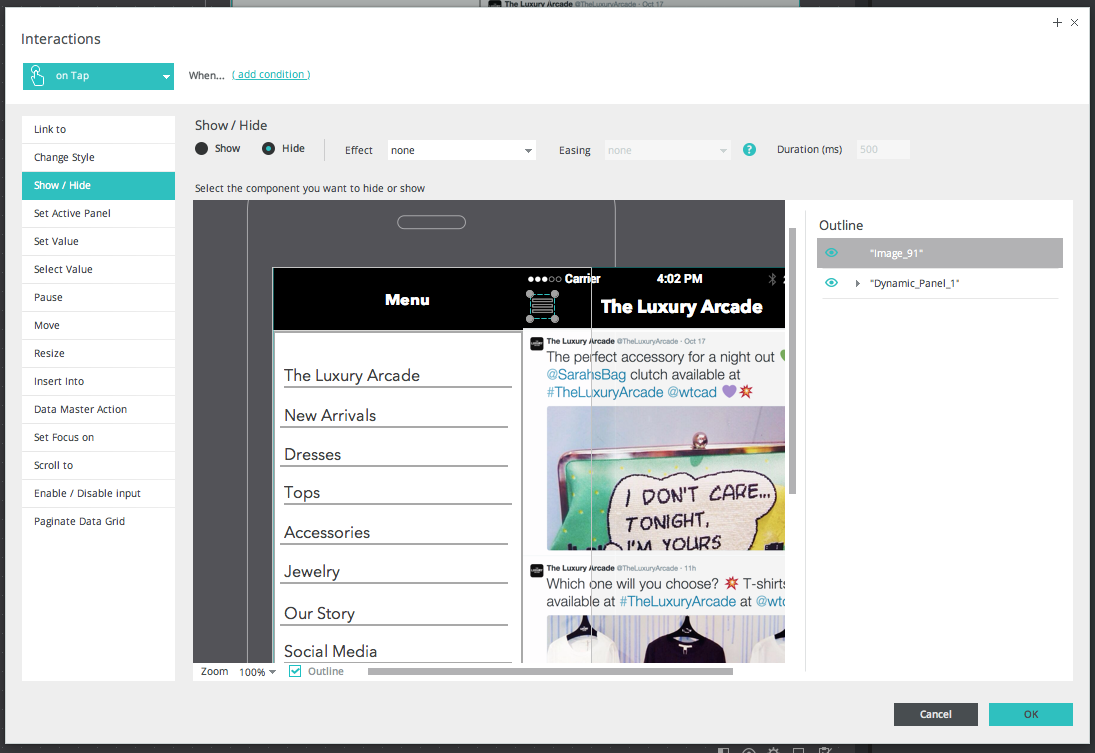 The Luxury Arcade @TheLuxuryArcade · Oct 17
Interactions
on Tap
When... ( add condition )
Link to
Change Style
Show / Hide
Set Active Panel
Set Value
Select Value
Pause
Move
Resize
Insert Into
Data Master Action
Set Focus on
Scroll to
Enable / Disable input
Paginate Data Grid
Show / Hide
Show Hide Effect none Easing none ? Duration (ms) 500
Select the component you want to hide or show
Menu
The Luxury Arcade
New Arrivals
Dresses
Tops
Accessories
Jewelry
Our Story
Social Media
Carrier 4:02 PM
The Luxury Arcade
The Luxury Arcade @TheLuxuryArcade · Oct 17
The perfect accessory for a night out
@SarahsBag clutch available at
#TheLuxuryArcade @wtcad
I DON'T CARE...
TONIGHT,
I'M YOURS
The Luxury Arcade @TheLuxuryArcade · 11h
Which one will you choose? T-shirts
available at #TheLuxuryArcade at @wtc
Zoom 100% Outline
Outline
"Image_91"
"Dynamic_Panel_1"
Cancel OK